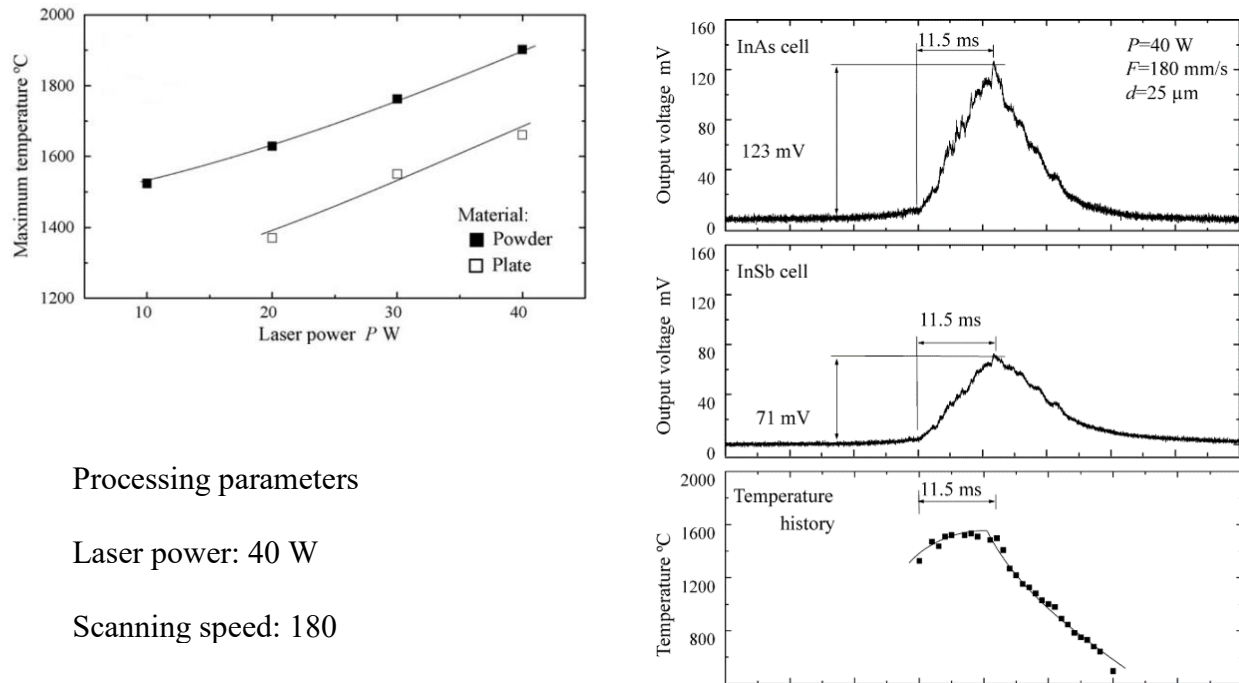 2000
1800
1600
1400
1200
Maximum temperature ºC
10 20 30 40
Laser power P W
Material:
Powder
Plate
Processing parameters
Laser power: 40 W
Scanning speed: 180
160
120
80
40
0
Output voltage mV
InAs cell
11.5 ms
123 mV
P=40 W
F=180 mm/s
d=25 µm
160
120
80
40
0
Output voltage mV
InSb cell
11.5 ms
71 mV
2000
1600
1200
800
Temperature ºC
Temperature
history
11.5 ms